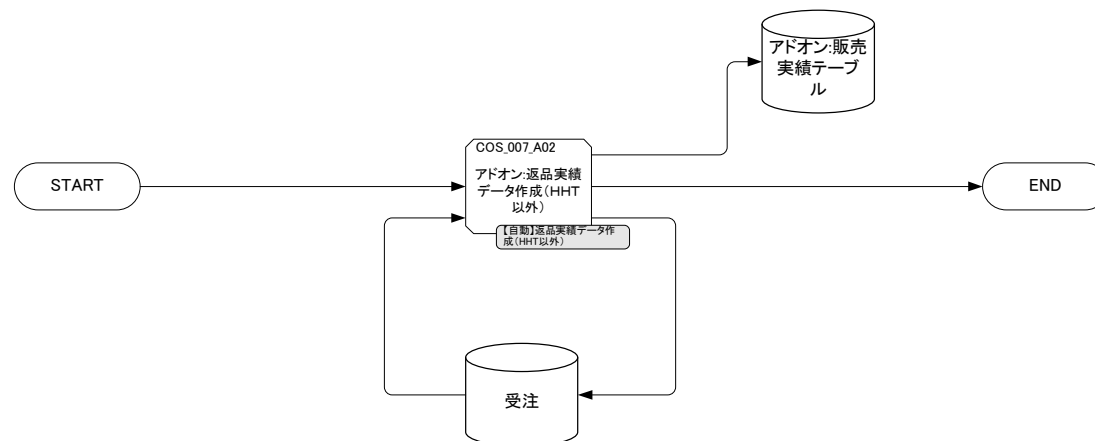 アドオン:販売
実績テーブ
ル
COS_007_A02
アドオン:返品実績
データ作成(HHT
以外)
START
END
【自動】返品実績データ作
成(HHT以外)
受注